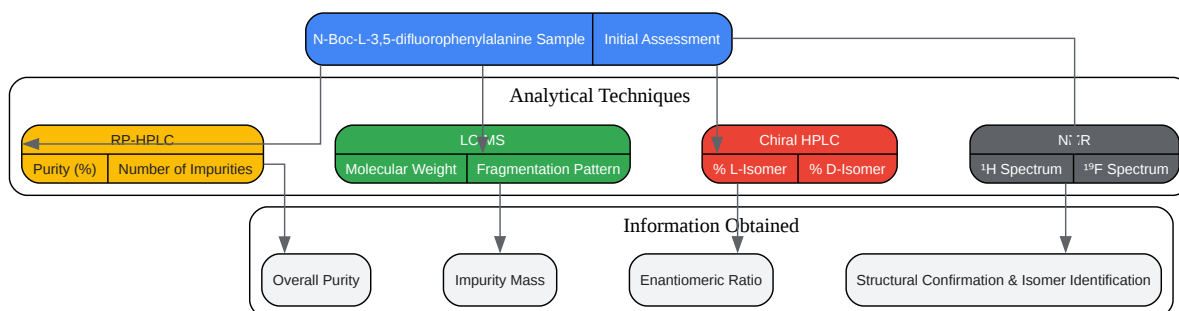 N-Boc-L-3,5-difluorophenylalanine Sample
Initial Assessment
Analytical Techniques
RP-HPLC
Purity (%)
Number of Impurities
LC-MS
Molecular Weight
Fragmentation Pattern
Chiral HPLC
% L-Isomer
% D-Isomer
NMR
¹H Spectrum
¹⁹F Spectrum
Information Obtained
Overall Purity
Impurity Mass
Enantiomeric Ratio
Structural Confirmation & Isomer Identification